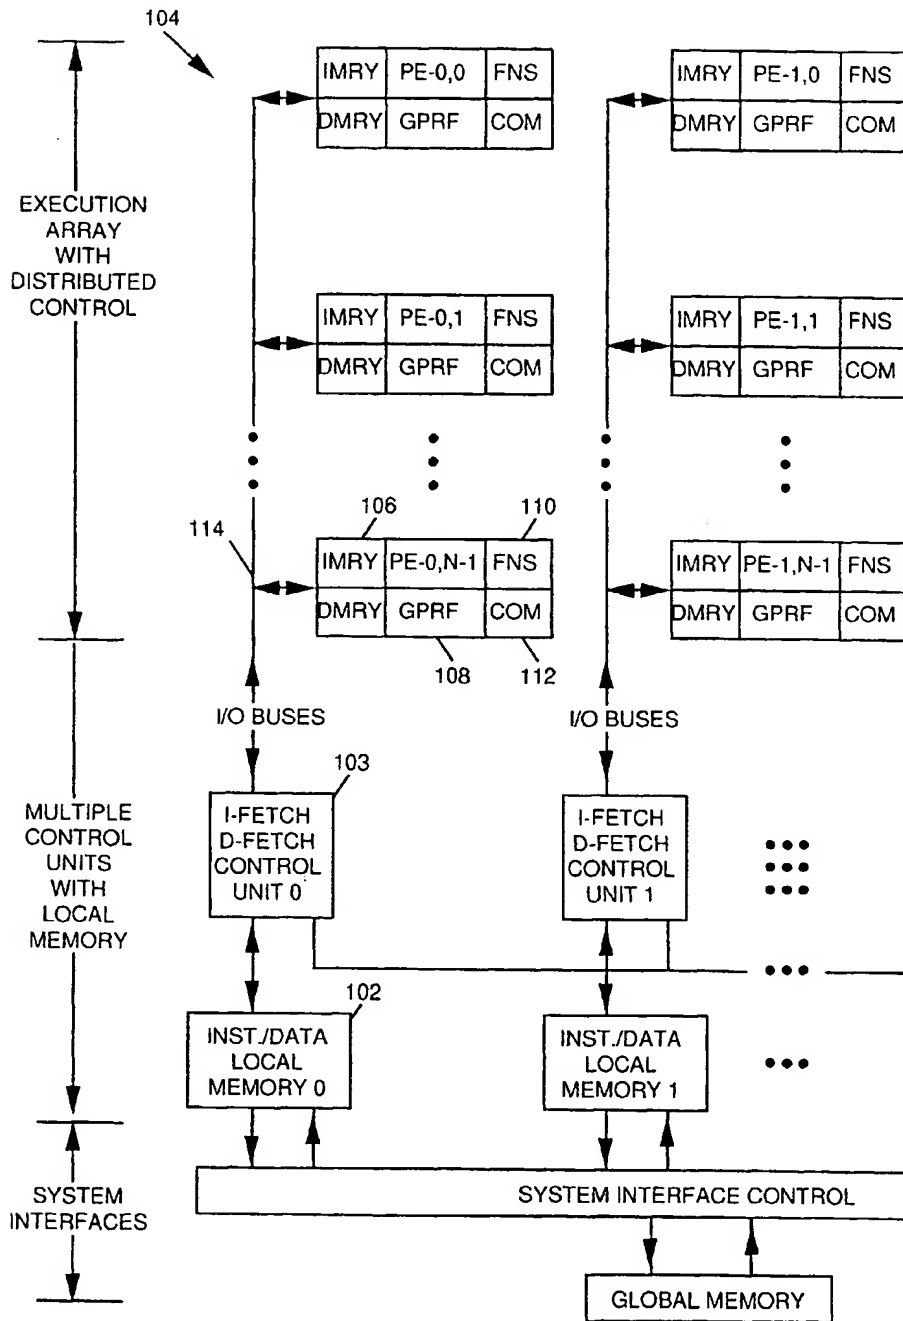 104
IMRY PE-0,0 FNS
DMRY GPRF COM
IMRY PE-1,0 FNS
DMRY GPRF COM
EXECUTION
ARRAY
WITH
DISTRIBUTED
CONTROL
IMRY PE-0,1 FNS
DMRY GPRF COM
IMRY PE-1,1 FNS
DMRY GPRF COM
114
106
110
IMRY PE-0,N-1 FNS
DMRY GPRF COM
108
112
IMRY PE-1,N-1 FNS
DMRY GPRF COM
I/O BUSES
I/O BUSES
MULTIPLE
CONTROL
UNITS
WITH
LOCAL
MEMORY
103
I-FETCH
D-FETCH
CONTROL
UNIT 0
I-FETCH
D-FETCH
CONTROL
UNIT 1
102
INST./DATA
LOCAL
MEMORY 0
INST./DATA
LOCAL
MEMORY 1
SYSTEM
INTERFACES
SYSTEM INTERFACE CONTROL
GLOBAL MEMORY